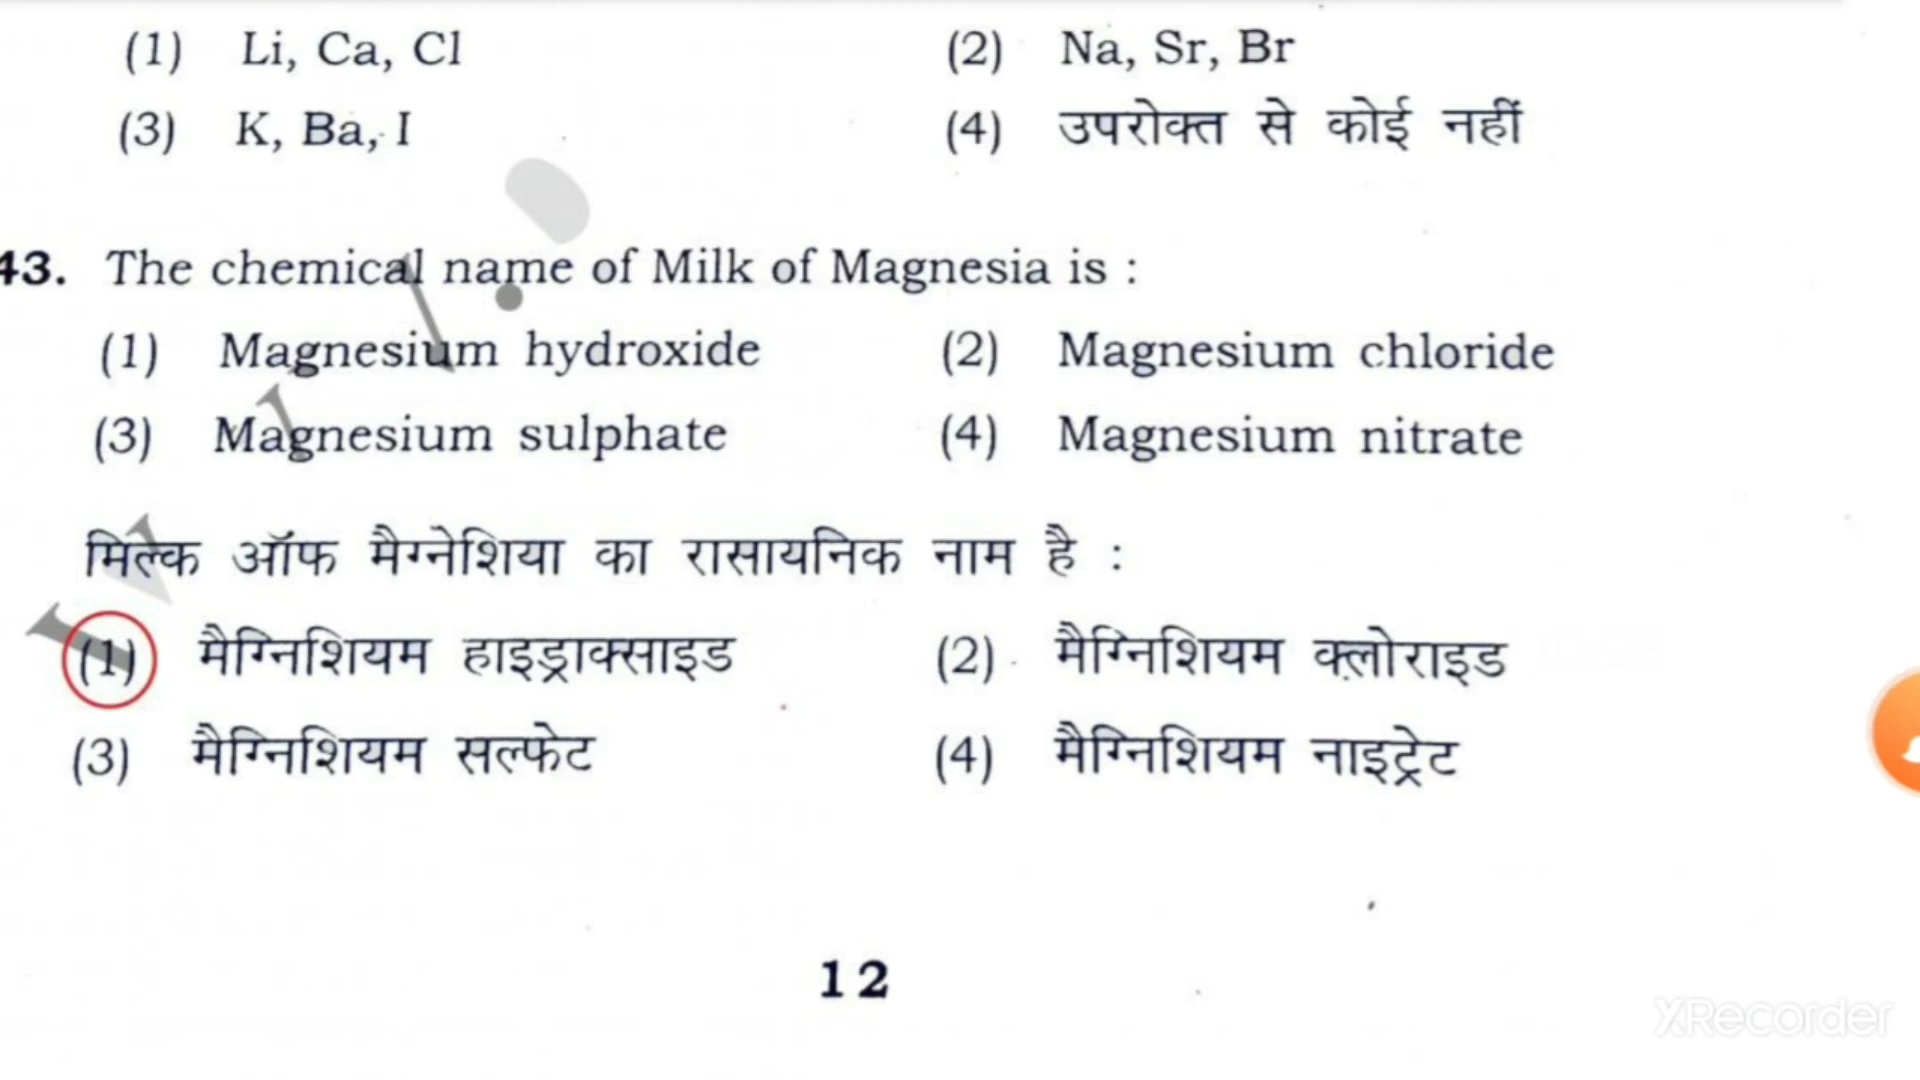 (1) Li, Ca, Cl (2) Na, Sr, Br
(3) K, Ba, I (4) उपरोक्त से कोई नहीं
43. The chemical name of Milk of Magnesia is :
(1) Magnesium hydroxide (2) Magnesium chloride
(3) Magnesium sulphate (4) Magnesium nitrate
मिल्क ऑफ मैग्नेशिया का रासायनिक नाम है :
(1) मैग्निशियम हाइड्राक्साइड (2) मैग्निशियम क्लोराइड
(3) मैग्निशियम सल्फेट (4) मैग्निशियम नाइट्रेट
12
XRecorder